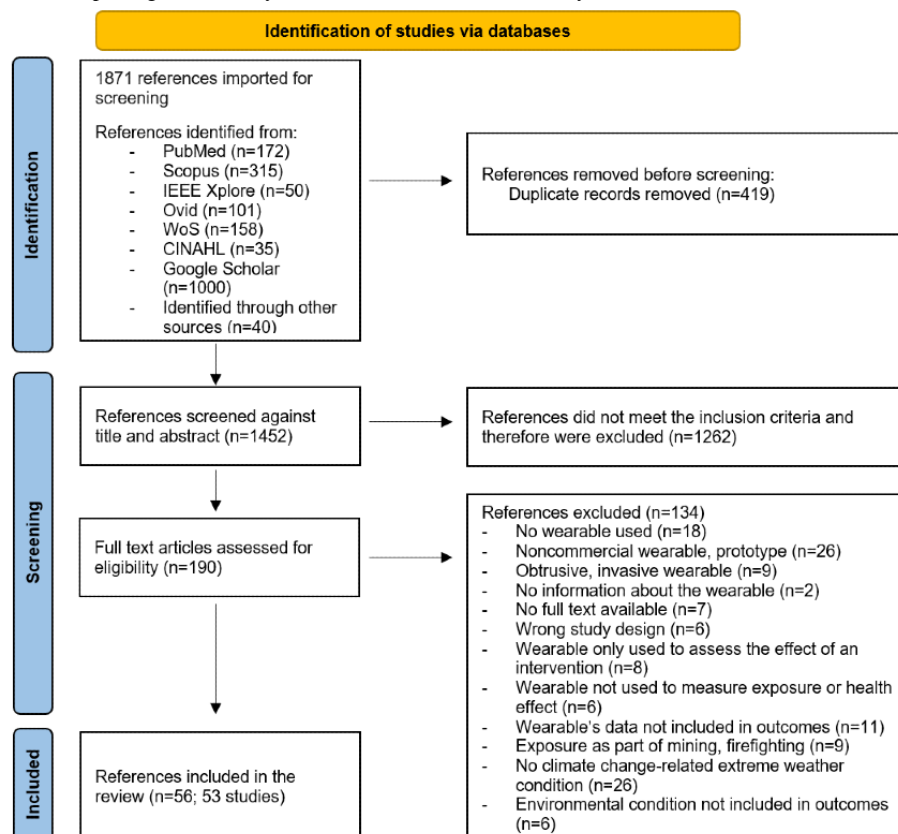 Identification of studies via databases
Identification
1871 references imported for
screening
References identified from:
- PubMed (n=172)
- Scopus (n=315)
- IEEE Xplore (n=50)
- Ovid (n=101)
- WoS (n=158)
- CINAHL (n=35)
- Google Scholar
(n=1000)
- Identified through other
sources (n=40)
References removed before screening:
Duplicate records removed (n=419)
Screening
References screened against
title and abstract (n=1452)
References did not meet the inclusion criteria and
therefore were excluded (n=1262)
Full text articles assessed for
eligibility (n=190)
References excluded (n=134)
- No wearable used (n=18)
- Noncommercial wearable, prototype (n=26)
- Obtrusive, invasive wearable (n=9)
- No information about the wearable (n=2)
- No full text available (n=7)
- Wrong study design (n=6)
- Wearable only used to assess the effect of an
intervention (n=8)
- Wearable not used to measure exposure or health
effect (n=6)
- Wearable's data not included in outcomes (n=11)
- Exposure as part of mining, firefighting (n=9)
- No climate change-related extreme weather
condition (n=26)
- Environmental condition not included in outcomes
(n=6)
Included
References included in the
review (n=56; 53 studies)